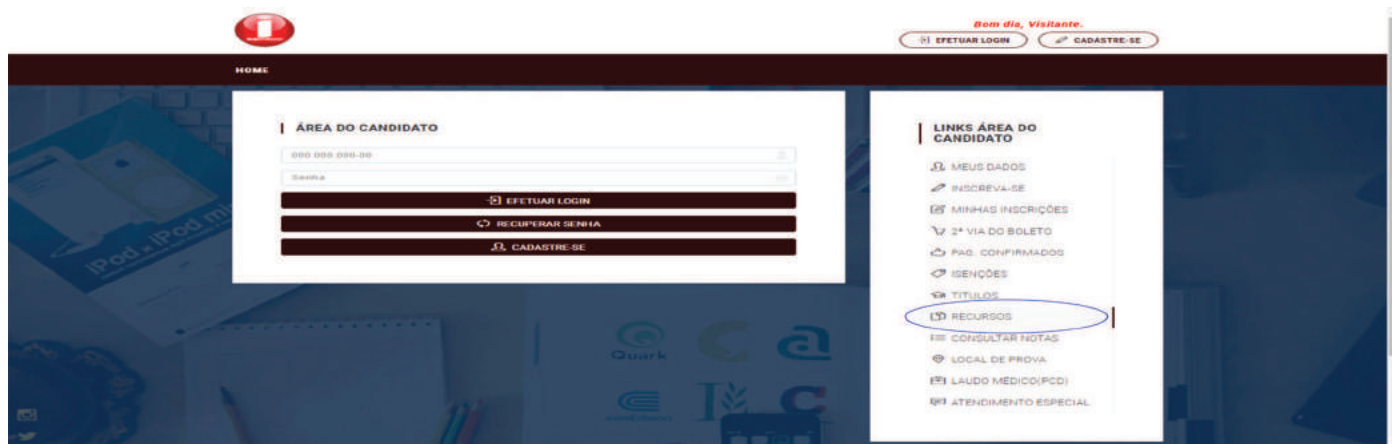 Bom dia, Visitante.
EFETUAR LOGIN
CADASTRE-SE
HOME
ÁREA DO CANDIDATO
000.000.000-00
Senha
EFETUAR LOGIN
RECUPERAR SENHA
CADASTRE-SE
LINKS ÁREA DO
CANDIDATO
MEUS DADOS
INSCREVA-SE
MINHAS INSCRIÇÕES
2ª VIA DO BOLETO
PAG. CONFIRMADOS
ISENÇÕES
TITULOS
RECURSOS
CONSULTAR NOTAS
LOCAL DE PROVA
LAUDO MÉDICO(PCD)
ATENDIMENTO ESPECIAL
iPod
iPod mi
Quark